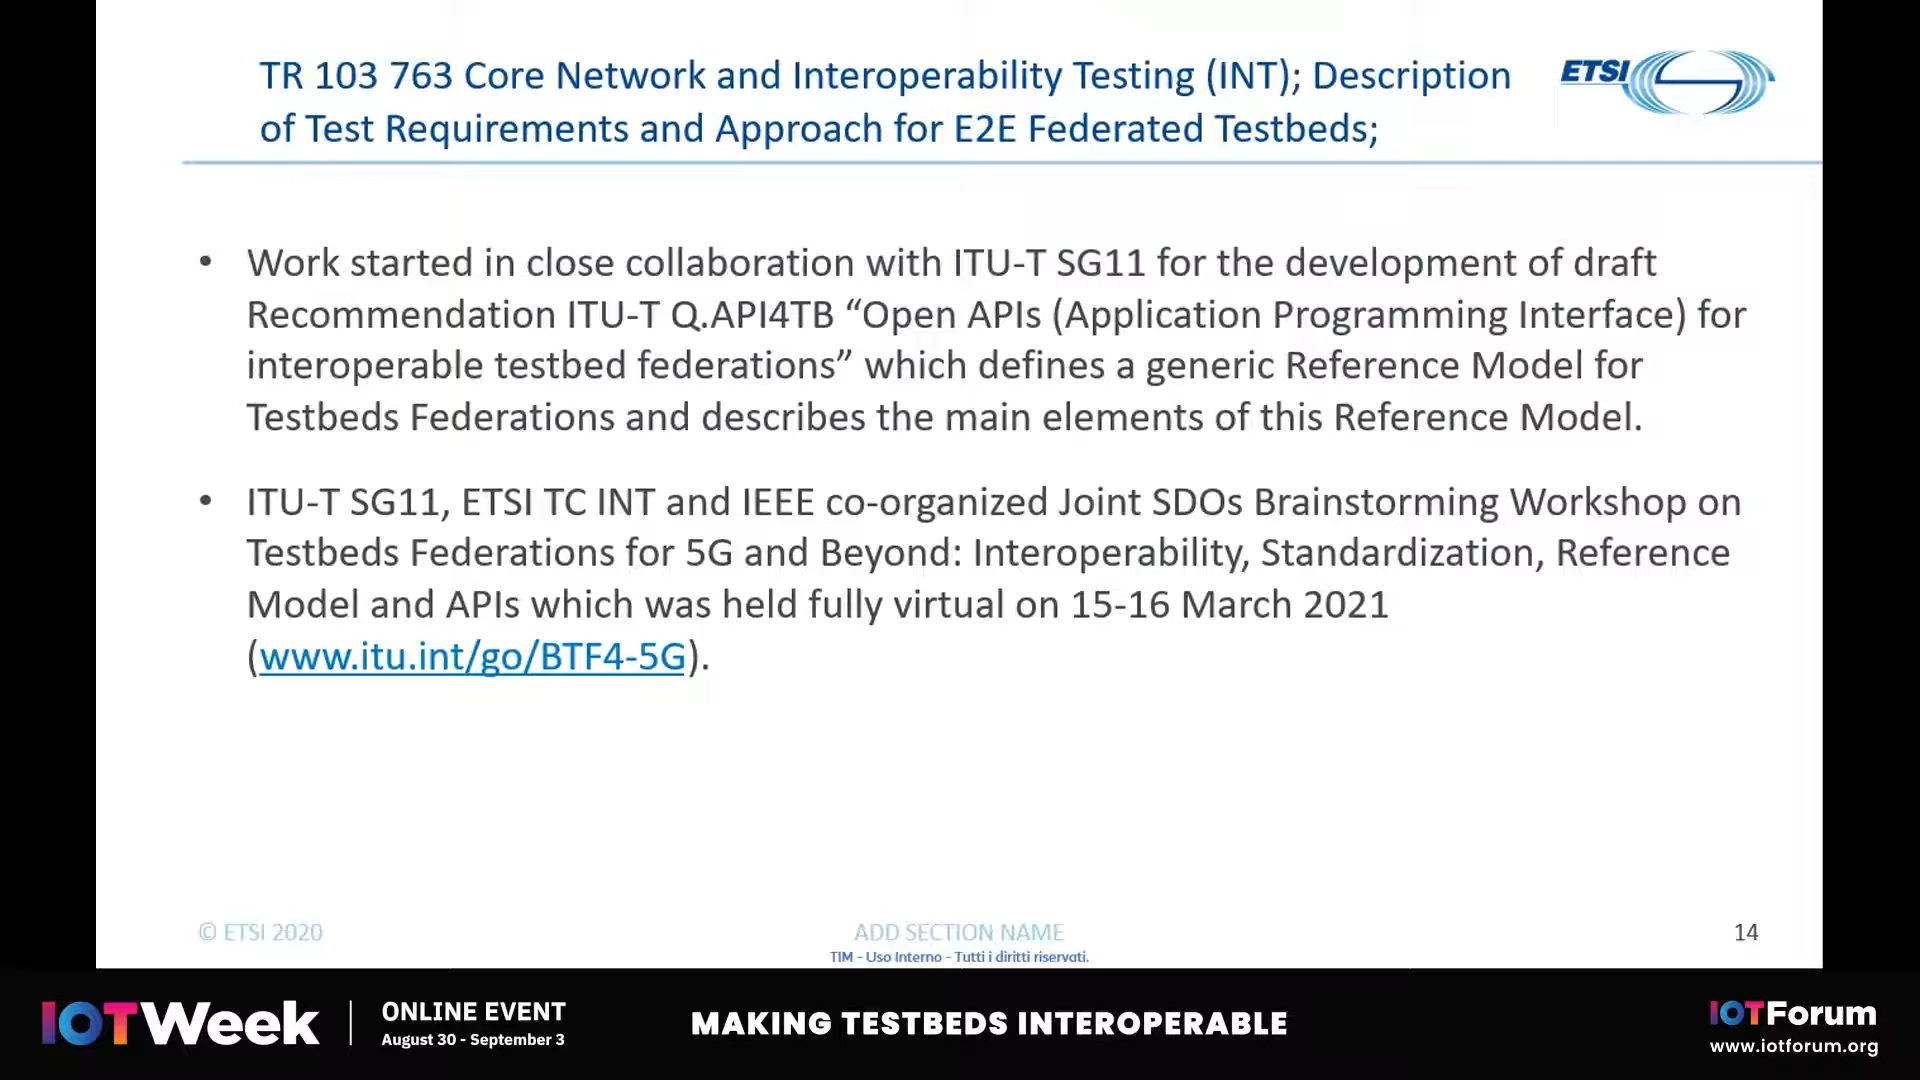 TR 103 763 Core Network and Interoperability Testing (INT); Description
of Test Requirements and Approach for E2E Federated Testbeds;
ETSI
• Work started in close collaboration with ITU-T SG11 for the development of draft
Recommendation ITU-T Q.API4TB “Open APIs (Application Programming Interface) for
interoperable testbed federations” which defines a generic Reference Model for
Testbeds Federations and describes the main elements of this Reference Model.
• ITU-T SG11, ETSI TC INT and IEEE co-organized Joint SDOs Brainstorming Workshop on
Testbeds Federations for 5G and Beyond: Interoperability, Standardization, Reference
Model and APIs which was held fully virtual on 15-16 March 2021
(www.itu.int/go/BTF4-5G).
© ETSI 2020
ADD SECTION NAME
14
TIM - Uso Interno - Tutti i diritti riservati.
IOTWeek
ONLINE EVENT
August 30 - September 3
MAKING TESTBEDS INTEROPERABLE
IOTForum
www.iotforum.org